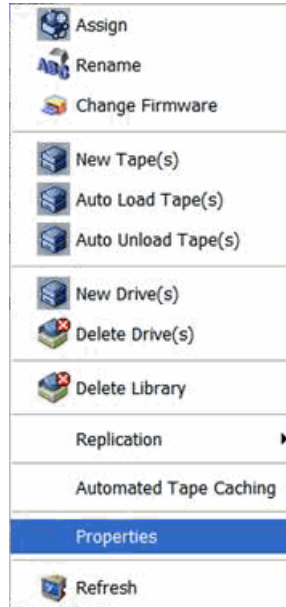 Assign
Rename
Change Firmware
New Tape(s)
Auto Load Tape(s)
Auto Unload Tape(s)
New Drive(s)
Delete Drive(s)
Delete Library
Replication
Automated Tape Caching
Properties
Refresh